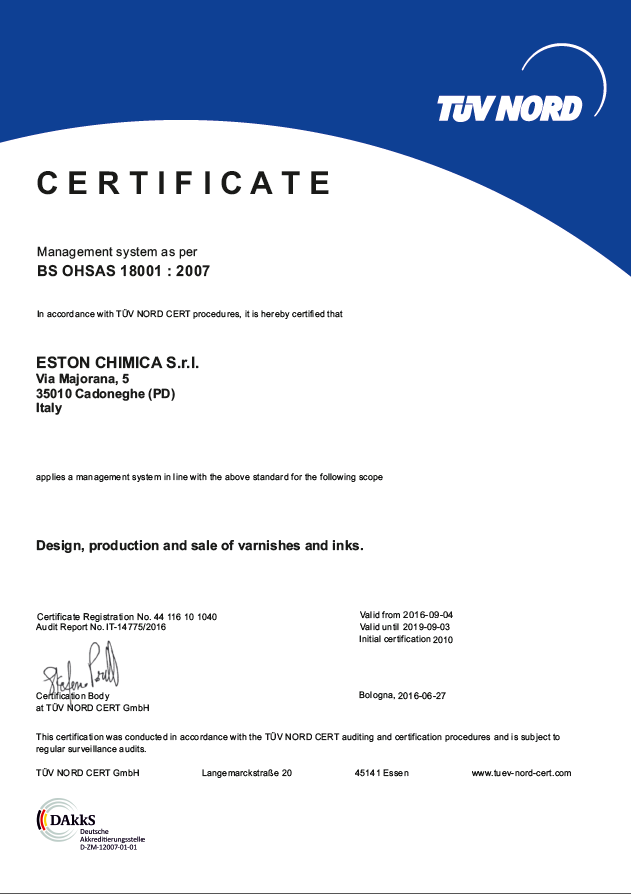 TÜV NORD
CERTIFICATE
Management system as per
BS OHSAS 18001 : 2007
In accordance with TÜV NORD CERT procedures, it is hereby certified that
ESTON CHIMICA S.r.l.
Via Majorana, 5
35010 Cadoneghe (PD)
Italy
applies a management system in line with the above standard for the following scope
Design, production and sale of varnishes and inks.
Certificate Registration No. 44 116 10 1040
Audit Report No. IT-14775/2016
Valid from 2016-09-04
Valid until 2019-09-03
Initial certification 2010
Certification Body
at TÜV NORD CERT GmbH
Bologna, 2016-06-27
This certification was conducted in accordance with the TÜV NORD CERT auditing and certification procedures and is subject to
regular surveillance audits.
TÜV NORD CERT GmbH Langemarckstraße 20 45141 Essen www.tuev-nord-cert.com
DAkkS
Deutsche
Akkreditierungsstelle
D-ZM-12007-01-01